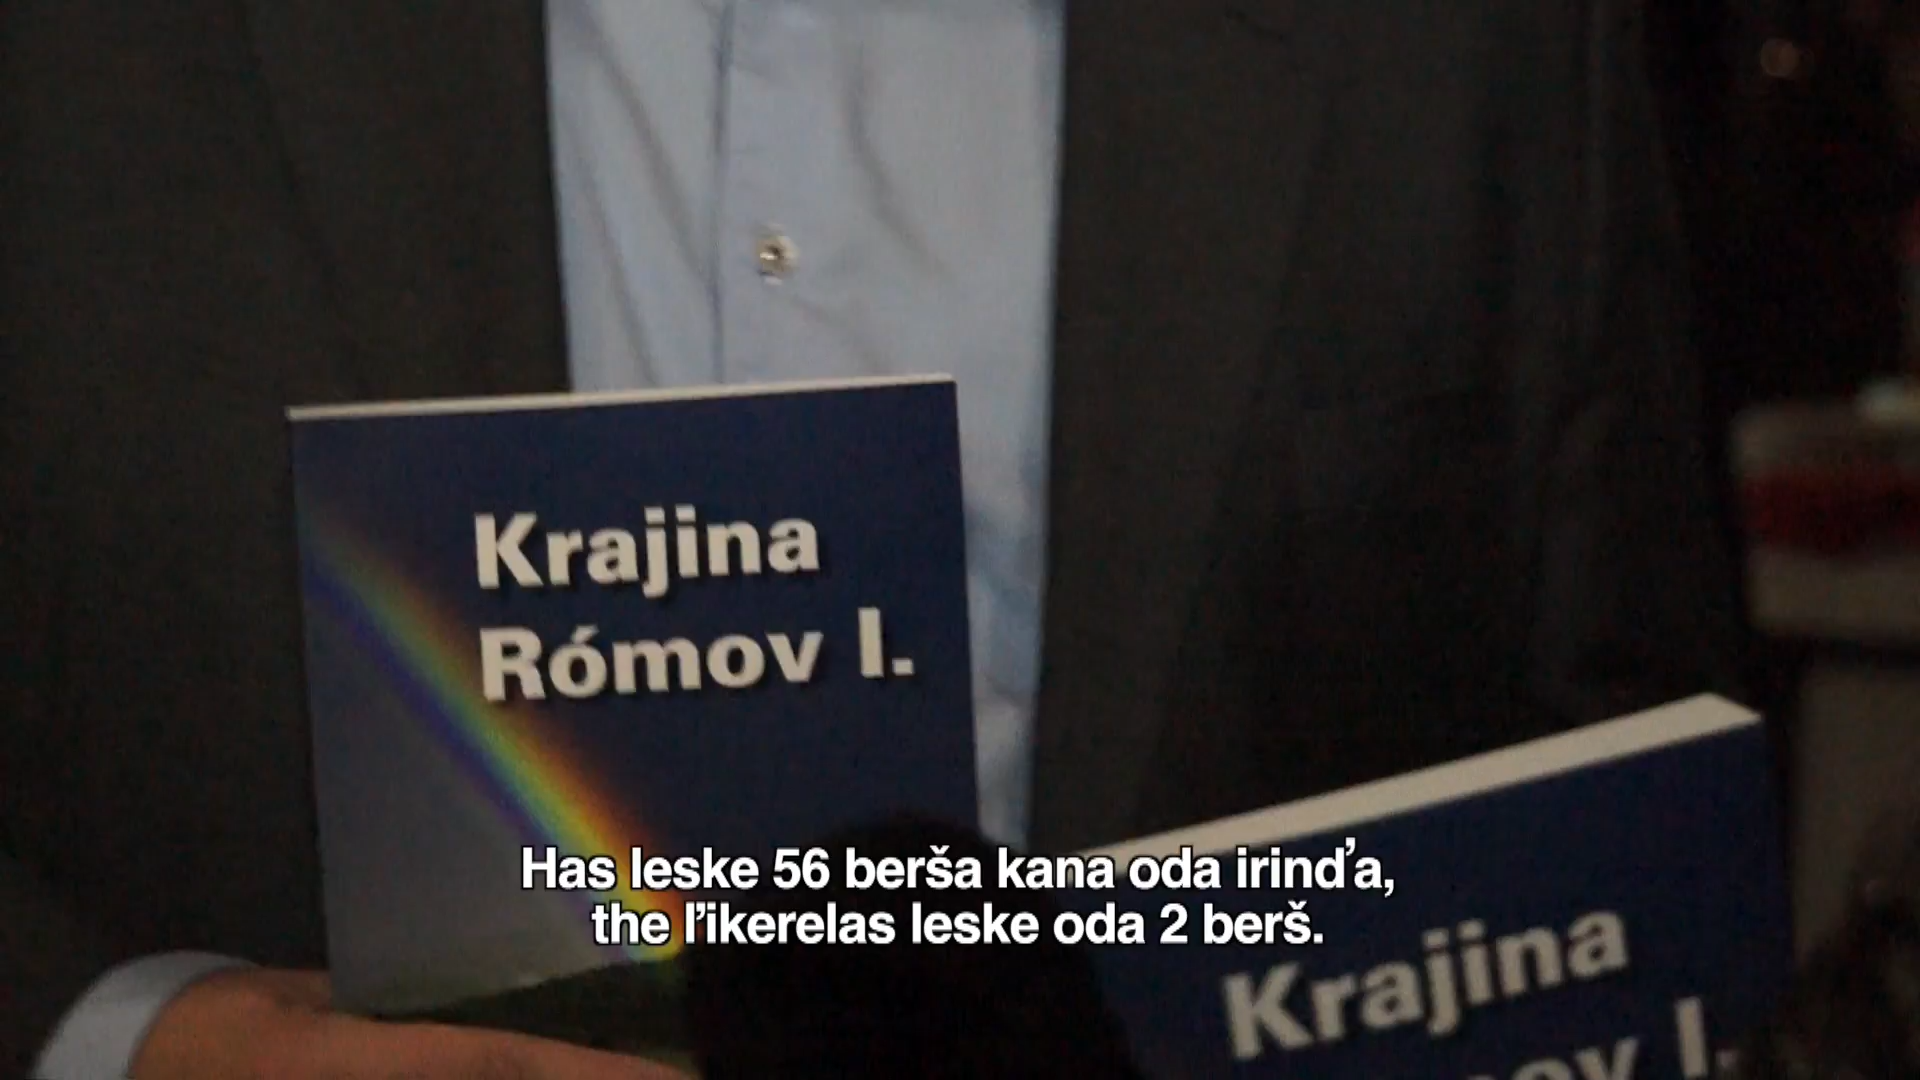 Krajina
Rómov I.
Has leske 56 berša kana oda irinďa,
the ľikerelas leske oda 2 berš.
Krajina
I.